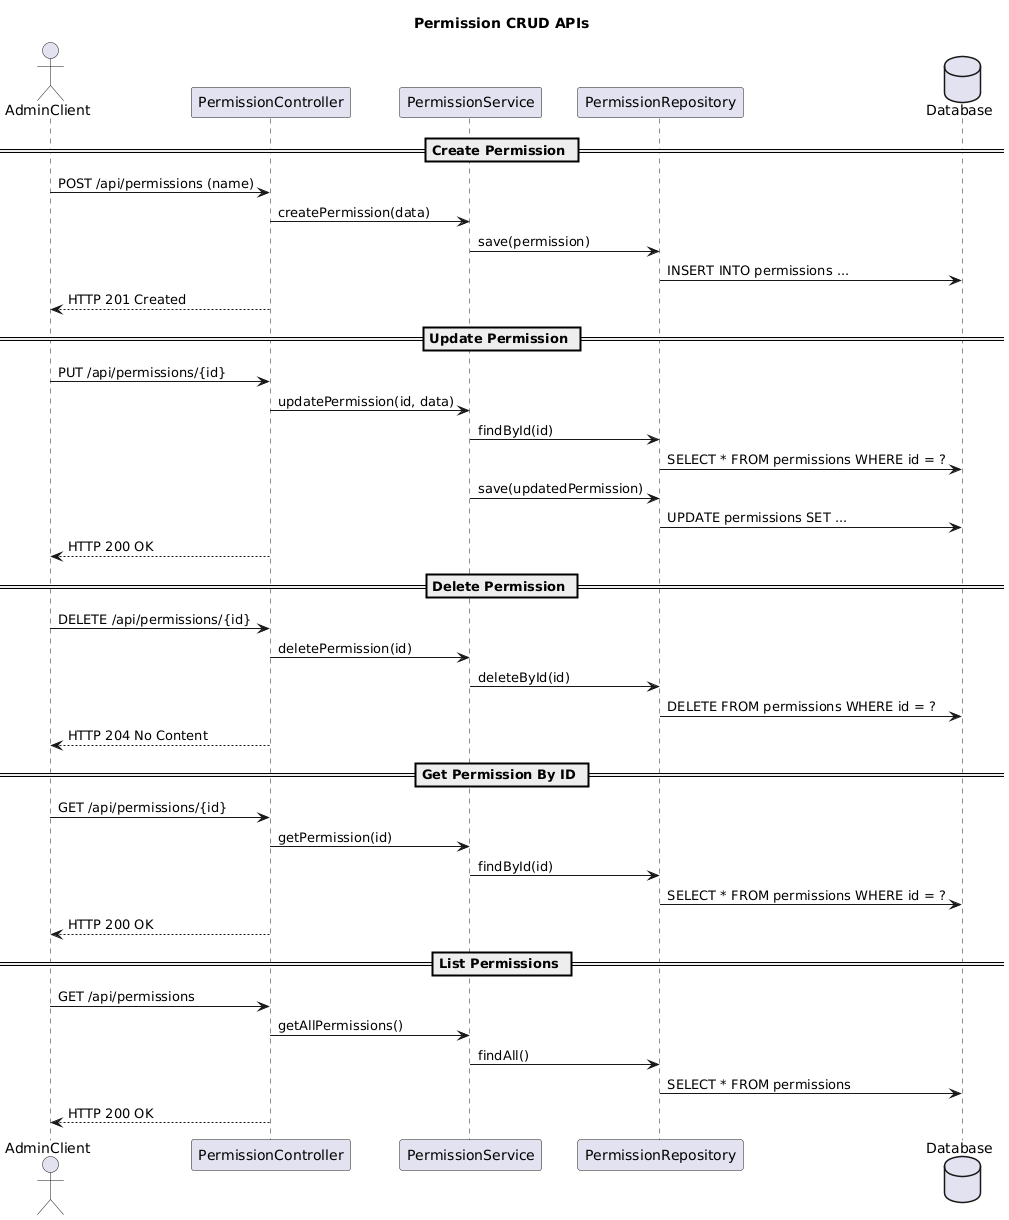 Permission CRUD APIs
AdminClient
PermissionController
PermissionService
PermissionRepository
Database
Create Permission
POST /api/permissions (name)
createPermission(data)
save(permission)
INSERT INTO permissions ...
HTTP 201 Created
Update Permission
PUT /api/permissions/{id}
updatePermission(id, data)
findById(id)
SELECT * FROM permissions WHERE id = ?
save(updatedPermission)
UPDATE permissions SET ...
HTTP 200 OK
Delete Permission
DELETE /api/permissions/{id}
deletePermission(id)
deleteById(id)
DELETE FROM permissions WHERE id = ?
HTTP 204 No Content
Get Permission By ID
GET /api/permissions/{id}
getPermission(id)
findById(id)
SELECT * FROM permissions WHERE id = ?
HTTP 200 OK
List Permissions
GET /api/permissions
getAllPermissions()
findAll()
SELECT * FROM permissions
HTTP 200 OK
AdminClient
PermissionController
PermissionService
PermissionRepository
Database